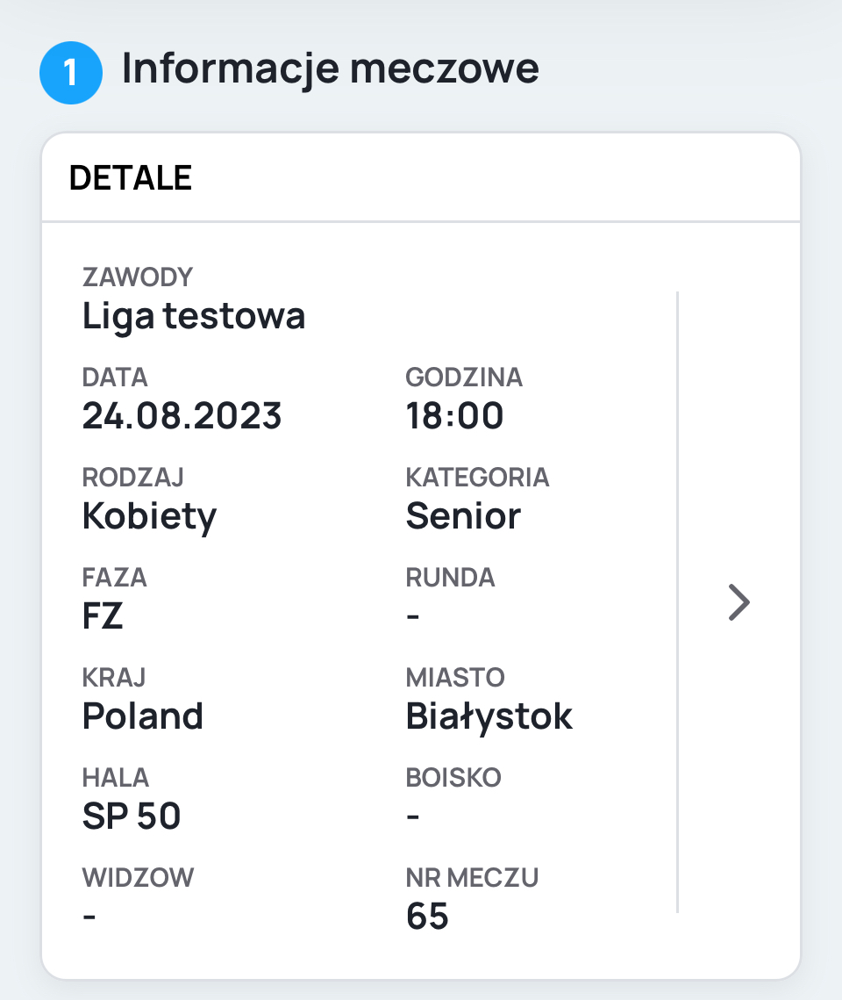 1 Informacje meczowe
DETALE
ZAWODY
Liga testowa
DATA GODZINA
24.08.2023 18:00
RODZAJ KATEGORIA
Kobiety Senior
FAZA RUNDA
FZ -
KRAJ MIASTO
Poland Białystok
HALA BOISKO
SP 50 -
WIDZOW NR MECZU
- 65